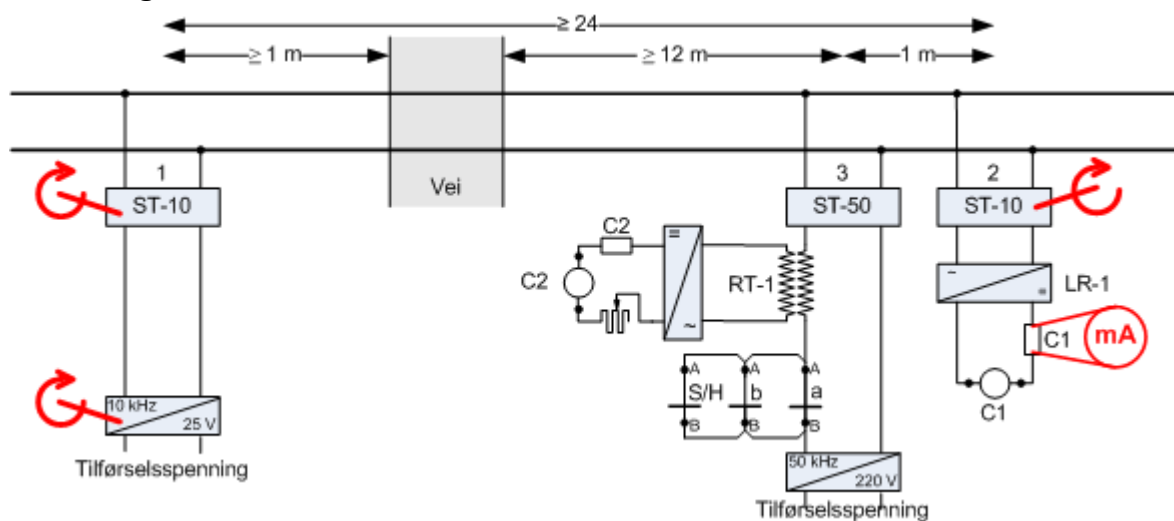 ≥ 24
≥ 1 m
≥ 12 m
1 m
1
Vei
3
2
ST-10
ST-50
ST-10
C2
=
C2
RT-1
~
-
=
LR-1
C1
mA
A
A
A
S/H
b
a
B
B
B
C1
10 kHz
25 V
Tilførselsspenning
50 kHz
220 V
Tilførselsspenning